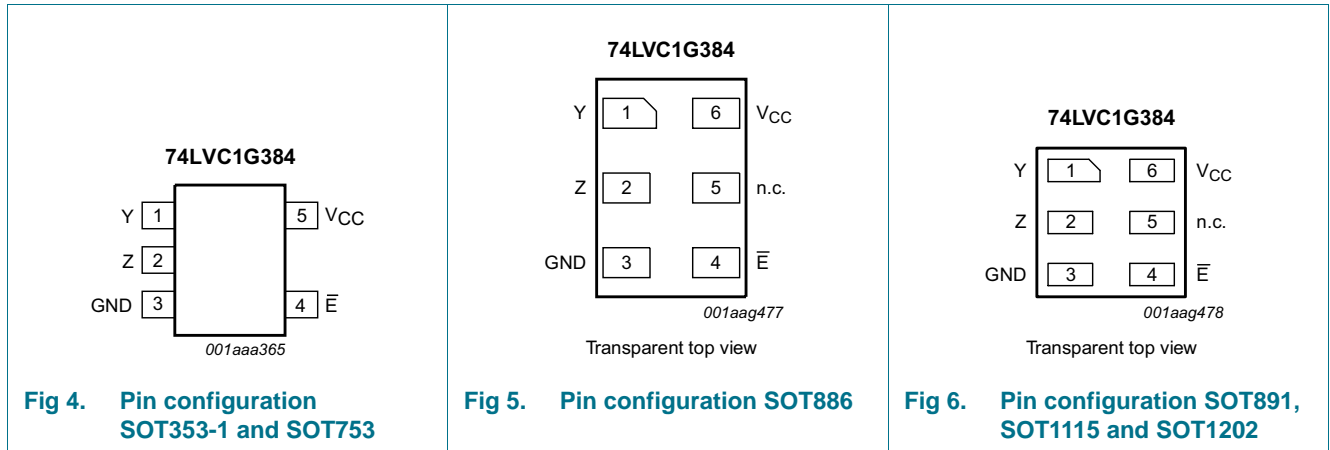 74LVC1G384
Y 1
5 VCC
Z 2
GND 3
4 E̅
001aaa365
Fig 4. Pin configuration
SOT353-1 and SOT753
74LVC1G384
Y 1 6 VCC
Z 2 5 n.c.
GND 3 4 E̅
001aag477
Transparent top view
Fig 5. Pin configuration SOT886
74LVC1G384
Y 1 6 VCC
Z 2 5 n.c.
GND 3 4 E̅
001aag478
Transparent top view
Fig 6. Pin configuration SOT891,
SOT1115 and SOT1202